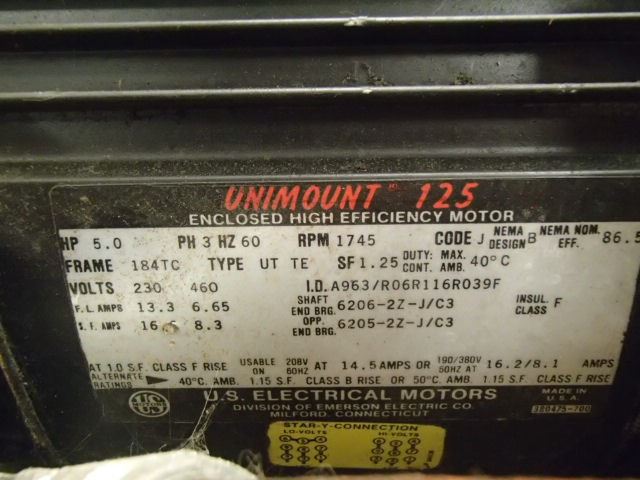 UNIMOUNT 125
ENCLOSED HIGH EFFICIENCY MOTOR
HP 5.0 PH 3 HZ 60 RPM 1745 CODE J NEMA DESIGN B NEMA NOM. EFF. 86.5
FRAME 184TC TYPE UT TE SF 1.25 DUTY: MAX. CONT. AMB. 40°C
VOLTS 230 460 I.D. A963/R06R116R039F
F.L. AMPS 13.3 6.65 SHAFT END BRG. 6206-2Z-J/C3 INSUL. CLASS F
S.F. AMPS 16. 8.3 OPP. END BRG. 6205-2Z-J/C3
AT 1.0 S.F. CLASS F RISE USABLE ON 208V 60HZ AT 14.5 AMPS OR 190/380V 50HZ AT 16.2/8.1 AMPS
ALTERNATE RATINGS 40°C. AMB. 1.15 S.F. CLASS B RISE OR 50°C. AMB. 1.15 S.F. CLASS F RISE
US
U.S. ELECTRICAL MOTORS
DIVISION OF EMERSON ELECTRIC CO.
MILFORD, CONNECTICUT
MADE IN U.S.A.
STAR-Y-CONNECTION
LO-VOLTS HI-VOLTS